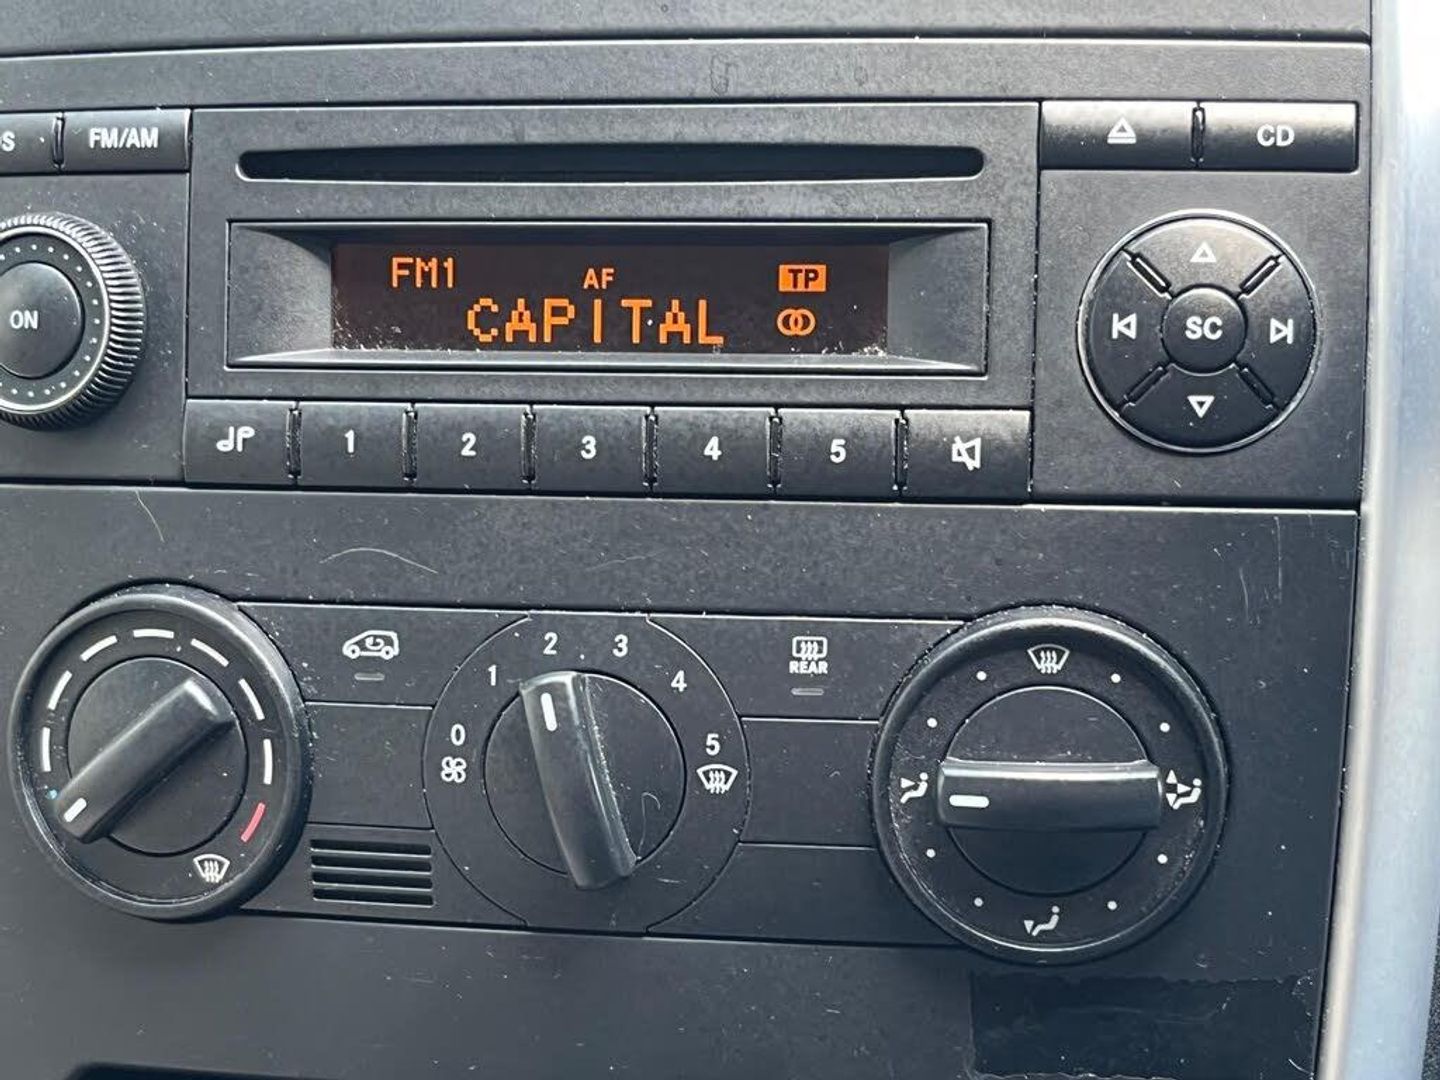 FM/AM
CD
FM1 AF TP
CAPITAL
ON
SC
1 2 3 4 5
1 2 3 4
REAR
0
5